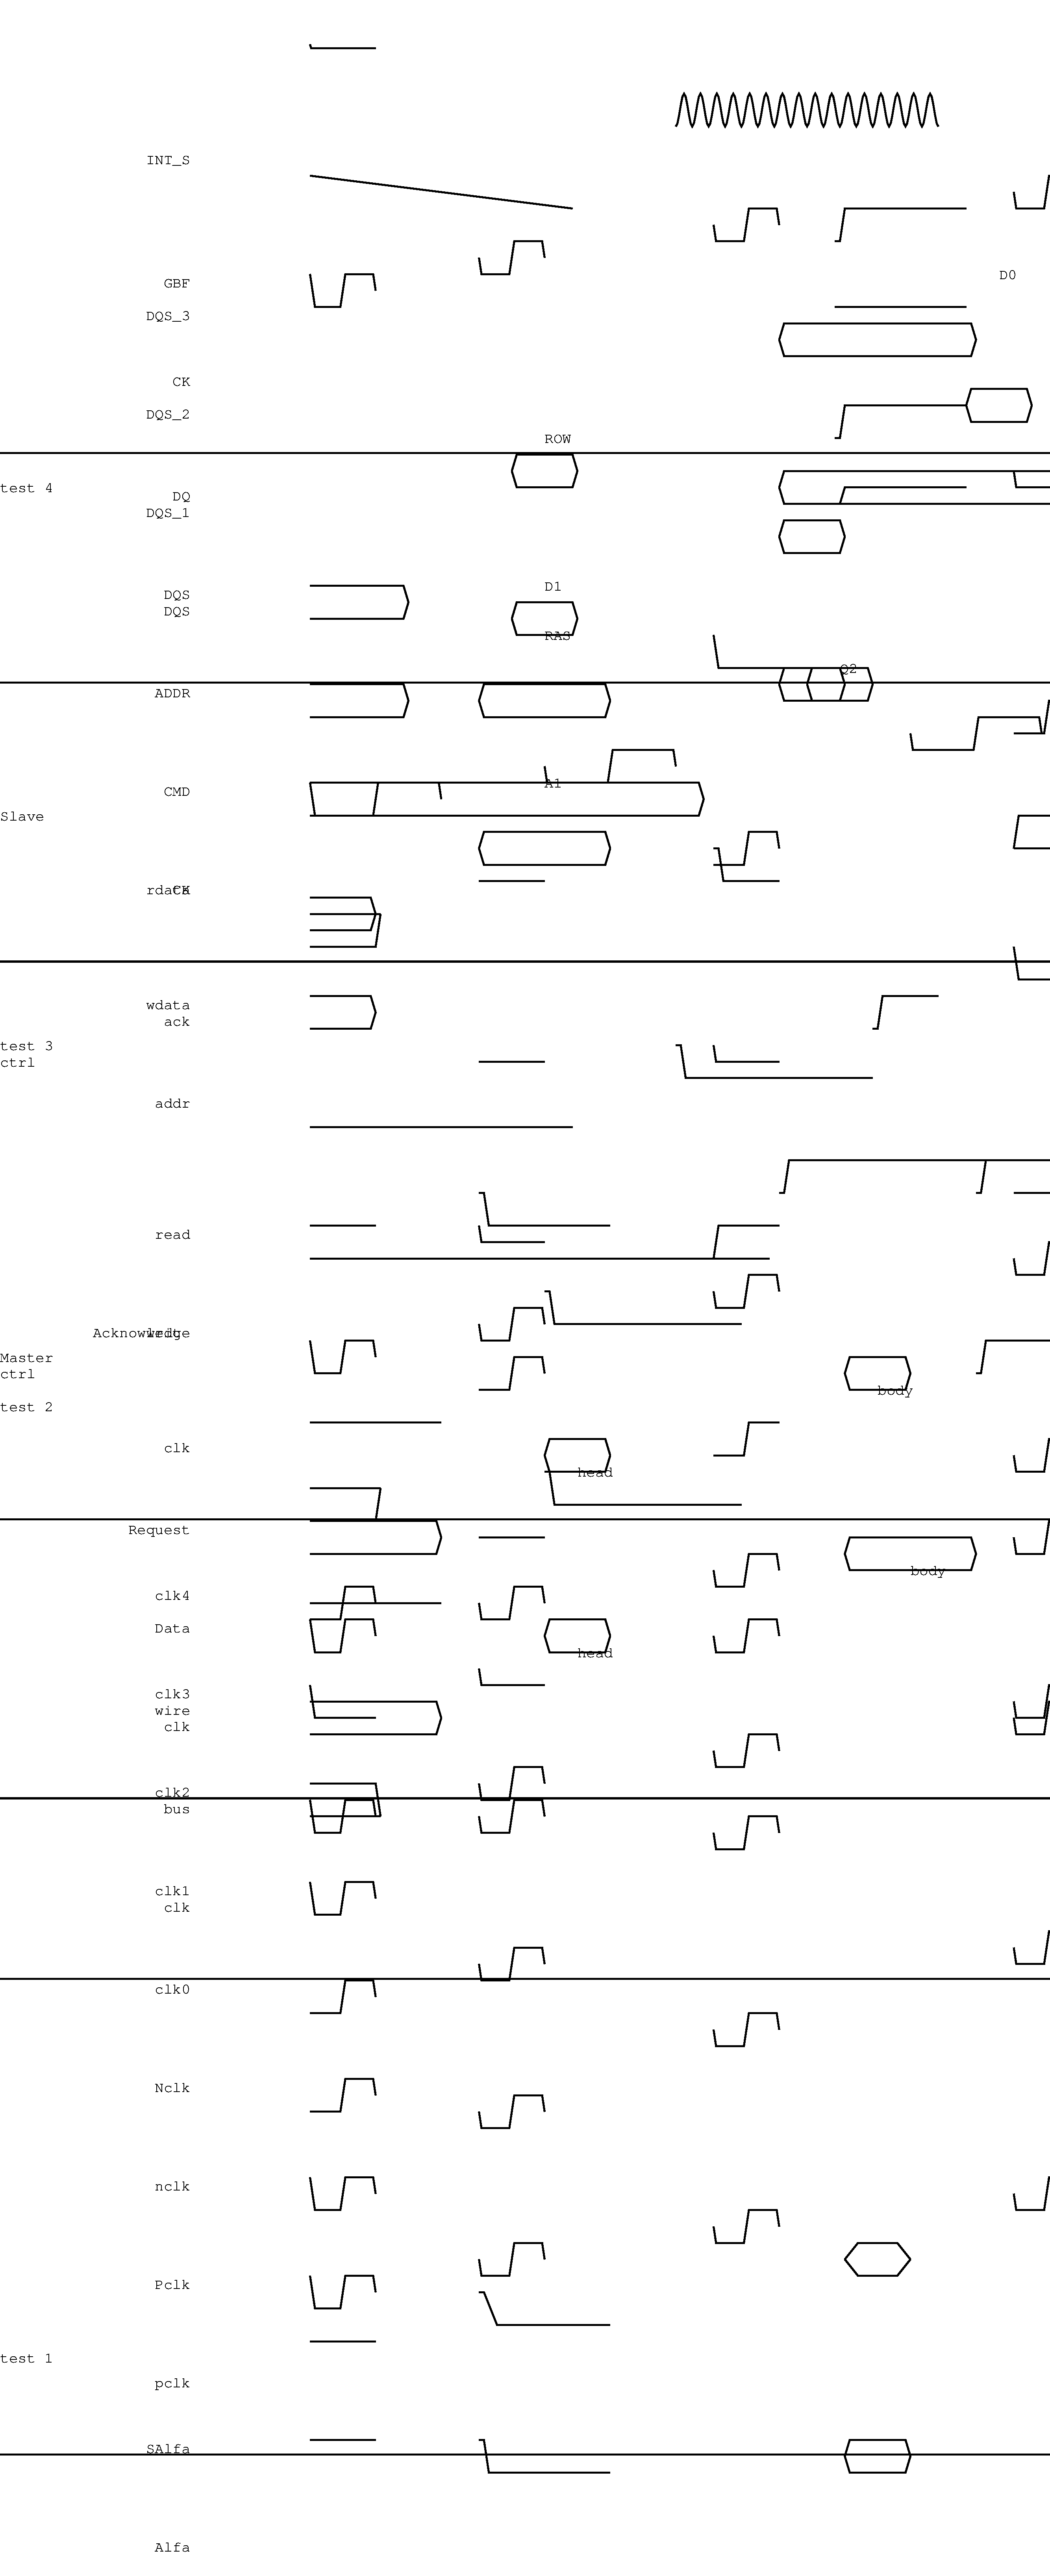 INT_S
D0
GBF
DQS_3
CK
DQS_2
ROW
test 4
DQ
DQS_1
D1
DQS
DQS
RAS
Q2
ADDR
A1
CMD
Slave
rdata
CK
wdata
ack
test 3
ctrl
addr
read
Acknowledge
write
Master
ctrl
body
test 2
clk
head
Request
body
clk4
Data
head
clk3
wire
clk
clk2
bus
clk1
clk
clk0
Nclk
nclk
Pclk
test 1
pclk
SAlfa
Alfa